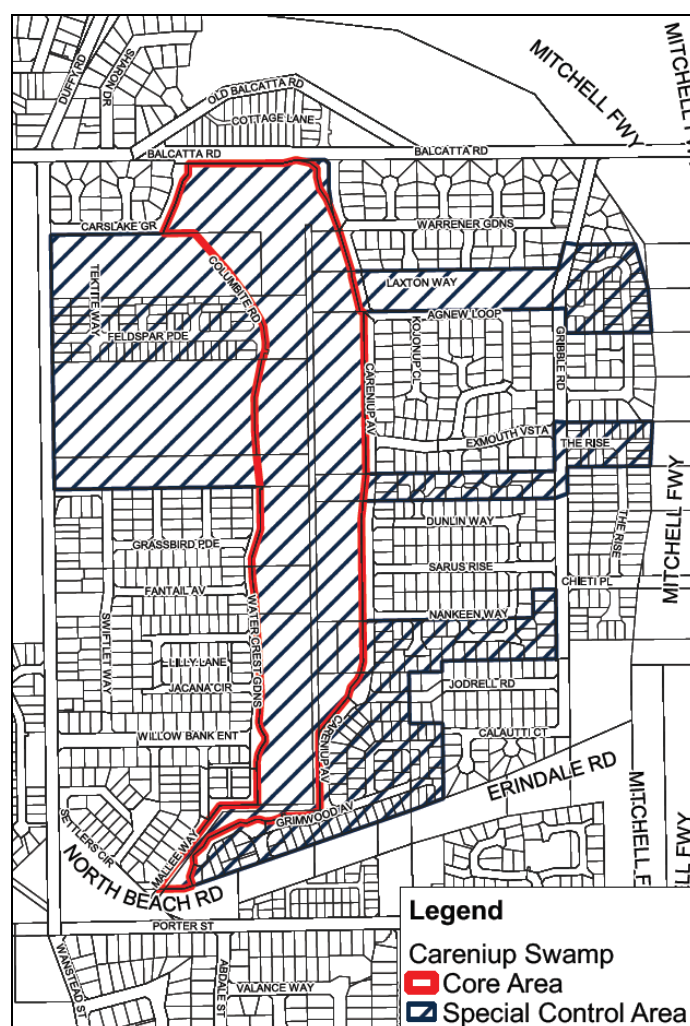 MITCHELL FWY
MITCHELL FWY
DUFFY RD
SHARON DR
OLD BALCATTA RD
COTTAGE LANE
BALCATTA RD
BALCATTA RD
CARSLAKE GR
WARRENER GDNS
COLUMBITE RD
TEKTITE WAY
LAXTON WAY
AGNEW LOOP
FELDSPAR PDE
KOJONUP CL
GRIBBLE RD
CARENIUP AV
EXMOUTH VSTA
THE RISE
DUNLIN WAY
THE RISE
GRASSBIRD PDE
SARUS RISE
MITCHELL FWY
CHIETI PL
FANTAIL AV
WATER CREST GDNS
NANKEEN WAY
SWIFTLET WAY
LILLY LANE
JACANA CIR
JODRELL RD
WILLOW BANK ENT
CARENIUP AV
CALAUTTI CT
ERINDALE RD
SETTLERS CIR
MALLEE WAY
GRIMWOOD AV
MITCHELL F
MITCHELL FWY
NORTH BEACH RD
PORTER ST
WANSTEAD ST
ABDALE ST
VALANCE WAY
Legend
Careniup Swamp
Core Area
Special Control Area